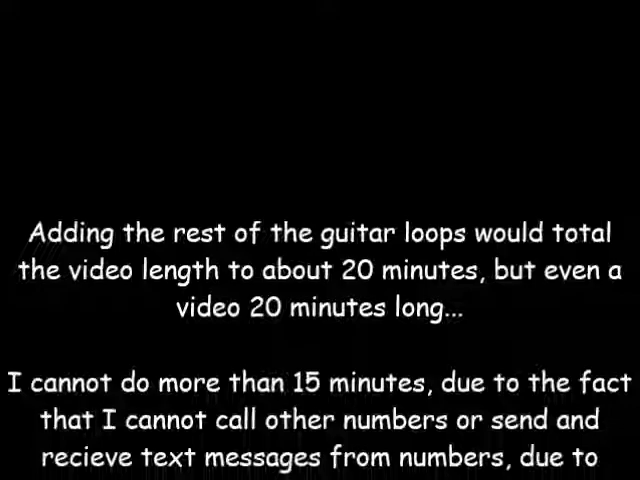 Adding the rest of the guitar loops would total
the video length to about 20 minutes, but even a
video 20 minutes long...
I cannot do more than 15 minutes, due to the fact
that I cannot call other numbers or send and
recieve text messages from numbers, due to